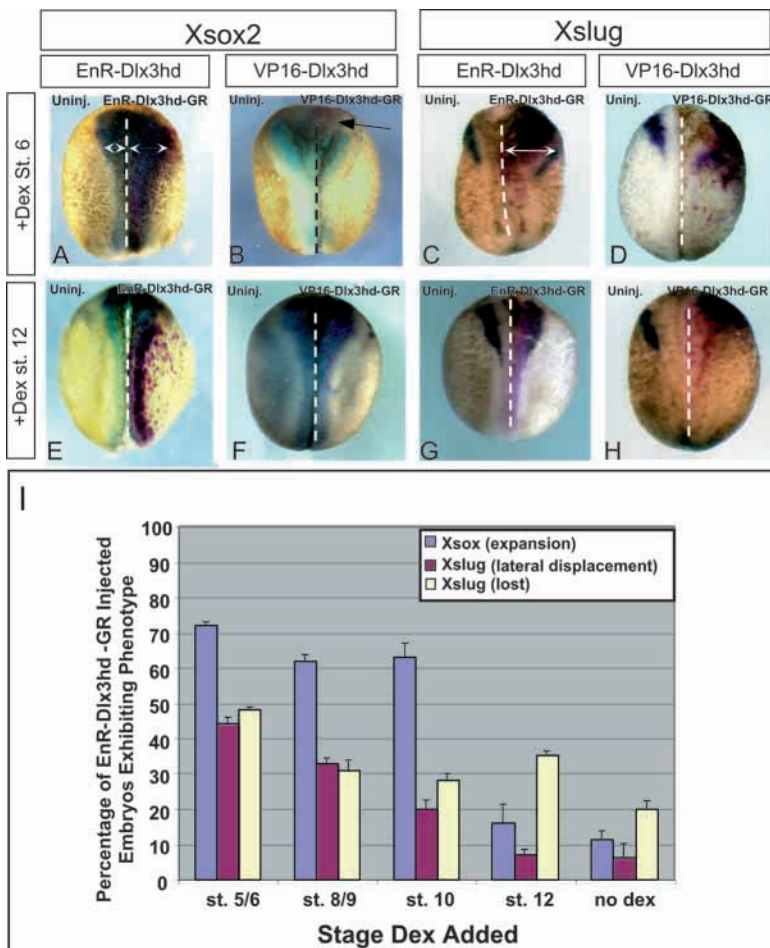 Xsox2
Xslug
EnR-Dlx3hd
VP16-Dlx3hd
EnR-Dlx3hd
VP16-Dlx3hd
+Dex St. 6
Uninj. EnR-Dlx3hd-GR
A
Uninj. VP16-Dlx3hd-GR
B
Uninj. EnR-Dlx3hd-GR
C
Uninj. VP16-Dlx3hd-GR
D
+Dex st. 12
Uninj. EnR-Dlx3hd-GR
E
Uninj. VP16-Dlx3hd-GR
F
Uninj. EnR-Dlx3hd-GR
G
Uninj. VP16-Dlx3hd-GR
H
I
Percentage of EnR-Dlx3hd -GR Injected
Embryos Exhibiting Phenotype
100
90
80
70
60
50
40
30
20
10
0
Xsox (expansion)
Xslug (lateral displacement)
Xslug (lost)
st. 5/6
st. 8/9
st. 10
st. 12
no dex
Stage Dex Added